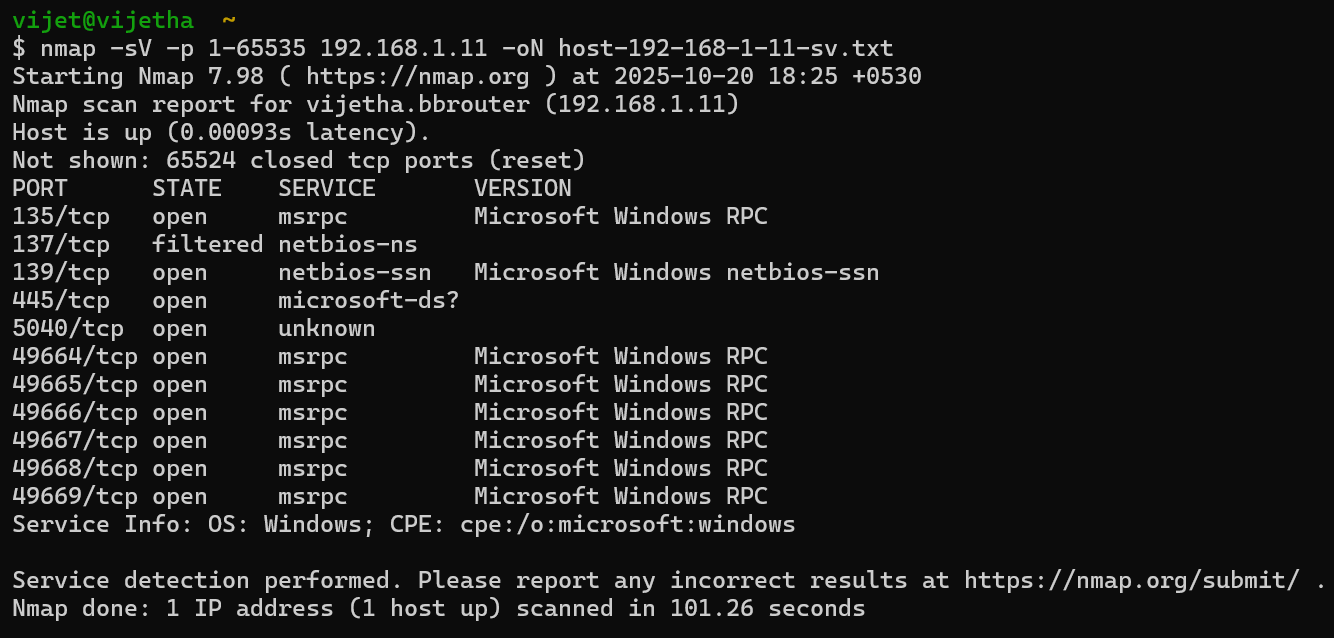 vijet@vijetha  ~
$ nmap -sV -p 1-65535 192.168.1.11 -oN host-192-168-1-11-sv.txt
Starting Nmap 7.98 ( https://nmap.org ) at 2025-10-20 18:25 +0530
Nmap scan report for vijetha.bbrouter (192.168.1.11)
Host is up (0.00093s latency).
Not shown: 65524 closed tcp ports (reset)
PORT      STATE    SERVICE       VERSION
135/tcp   open     msrpc         Microsoft Windows RPC
137/tcp   filtered netbios-ns
139/tcp   open     netbios-ssn   Microsoft Windows netbios-ssn
445/tcp   open     microsoft-ds?
5040/tcp  open     unknown
49664/tcp open     msrpc         Microsoft Windows RPC
49665/tcp open     msrpc         Microsoft Windows RPC
49666/tcp open     msrpc         Microsoft Windows RPC
49667/tcp open     msrpc         Microsoft Windows RPC
49668/tcp open     msrpc         Microsoft Windows RPC
49669/tcp open     msrpc         Microsoft Windows RPC
Service Info: OS: Windows; CPE: cpe:/o:microsoft:windows

Service detection performed. Please report any incorrect results at https://nmap.org/submit/ .
Nmap done: 1 IP address (1 host up) scanned in 101.26 seconds